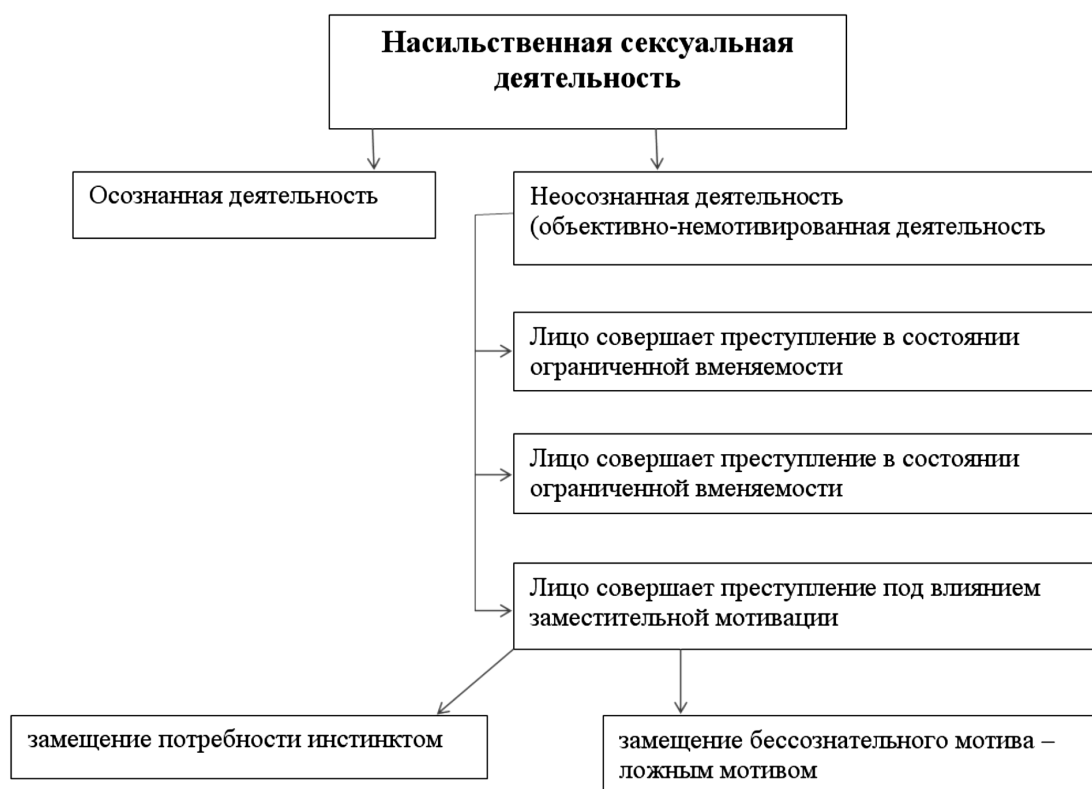 Насильственная сексуальная
деятельность
Осознанная деятельность
Неосознанная деятельность
(объективно-немотивированная деятельность
Лицо совершает преступление в состоянии
ограниченной вменяемости
Лицо совершает преступление в состоянии
ограниченной вменяемости
Лицо совершает преступление под влиянием
заместительной мотивации
замещение потребности инстинктом
замещение бессознательного мотива –
ложным мотивом